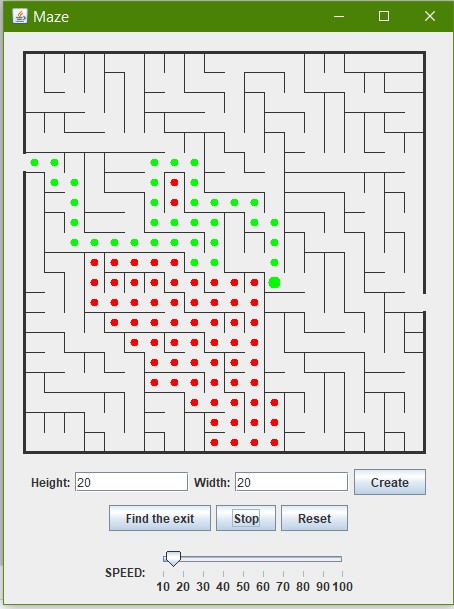 Maze
Height: 20 Width: 20 Create
Find the exit Stop Reset
SPEED:
10 20 30 40 50 60 70 80 90 100